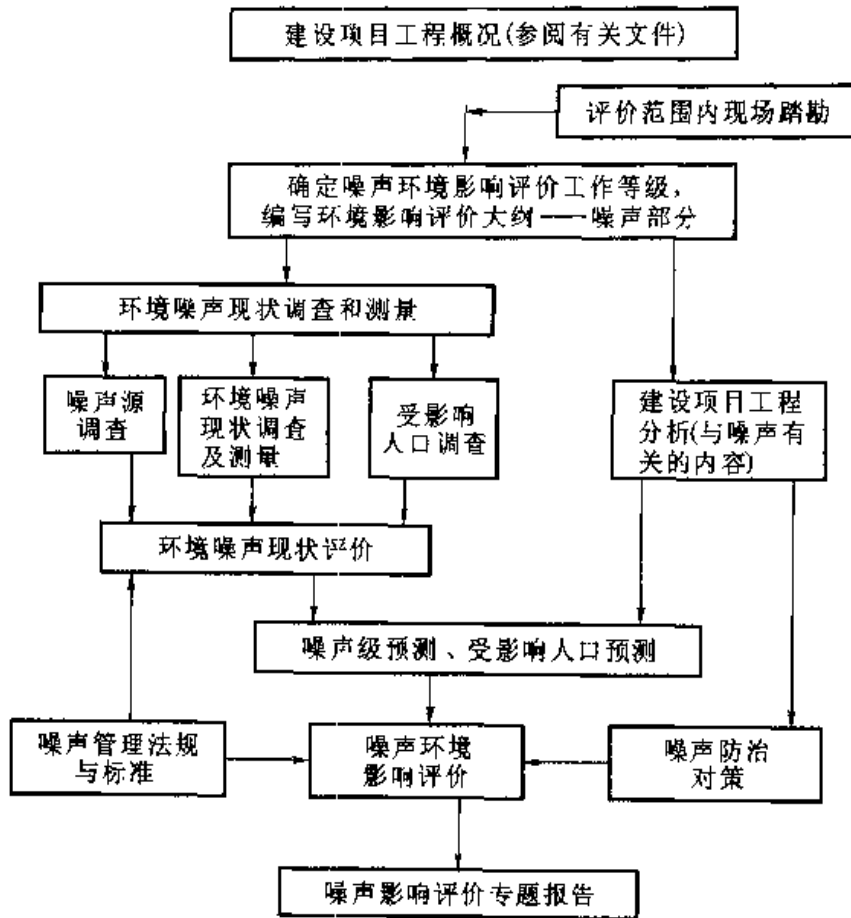 建设项目工程概况(参阅有关文件)
评价范围内现场踏勘
确定噪声环境影响评价工作等级,
编写环境影响评价大纲——噪声部分
环境噪声现状调查和测量
噪声源
调查
环境噪声
现状调查
及测量
受影响
人口调查
建设项目工程
分析(与噪声有
关的内容)
环境噪声现状评价
噪声级预测、受影响人口预测
噪声管理法规
与标准
噪声环境
影响评价
噪声防治
对策
噪声影响评价专题报告